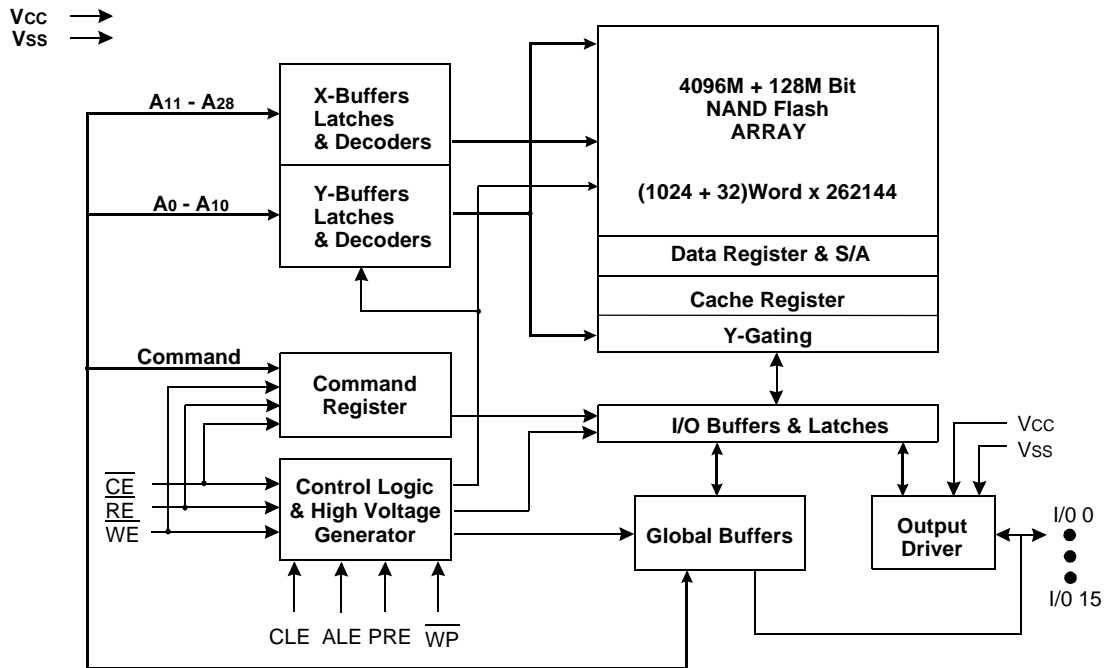 VCC
VSS
A11 - A28
X-Buffers
Latches
& Decoders
A0 - A10
Y-Buffers
Latches
& Decoders
4096M + 128M Bit
NAND Flash
ARRAY
(1024 + 32)Word x 262144
Data Register & S/A
Cache Register
Y-Gating
Command
Command
Register
I/O Buffers & Latches
VCC
VSS
CE
RE
WE
Control Logic
& High Voltage
Generator
Global Buffers
Output
Driver
I/0 0
I/0 15
CLE
ALE
PRE
WP